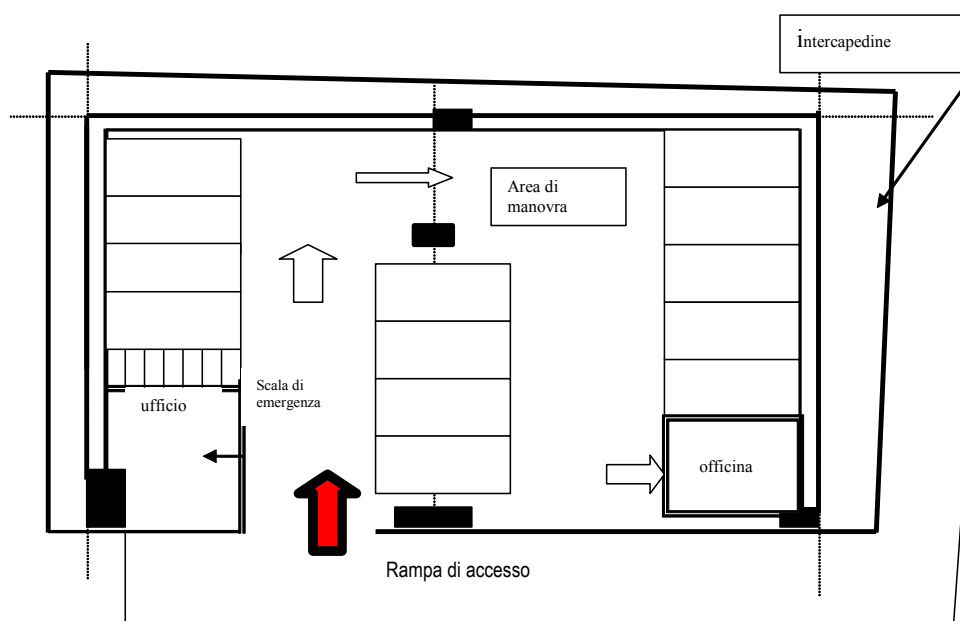 intercapedine
Area di
manovra
Scala di
emergenza
ufficio
officina
Rampa di accesso